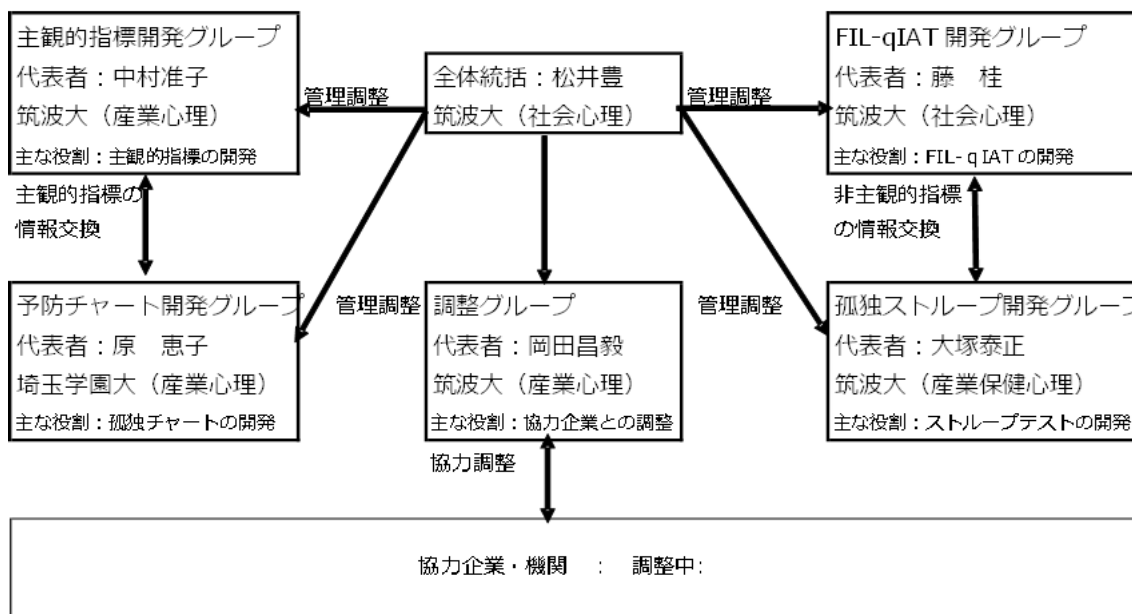 主観的指標開発グループ
代表者：中村准子
筑波大（産業心理）
主な役割：主観的指標の開発
管理調整
全体統括：松井豊
筑波大（社会心理）
管理調整
FIL-qIAT 開発グループ
代表者：藤　桂
筑波大（社会心理）
主な役割：FIL-ｑIAT の開発
主観的指標の
情報交換
非主観的指標
の情報交換
予防チャート開発グループ
代表者：原　恵子
埼玉学園大（産業心理）
主な役割：孤独チャートの開発
管理調整
調整グループ
代表者：岡田昌毅
筑波大（産業心理）
主な役割：協力企業との調整
管理調整
孤独ストループ開発グループ
代表者：大塚泰正
筑波大（産業保健心理）
主な役割：ストループテストの開発
協力調整
協力企業・機関　：　調整中：